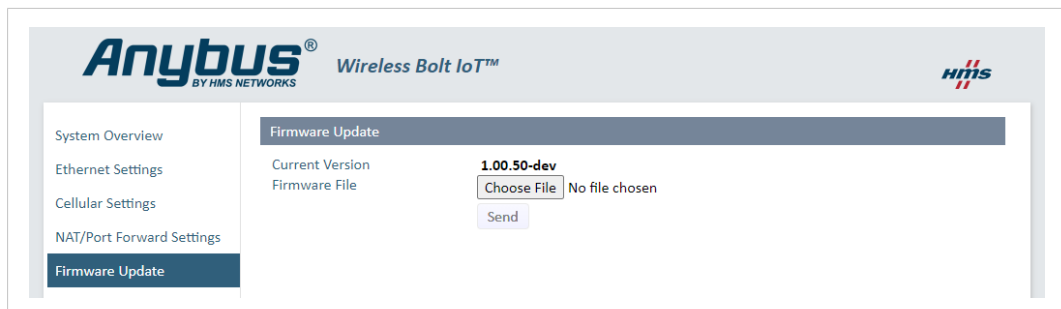 Anybus®
BY HMS NETWORKS
Wireless Bolt IoT™
HMS
System Overview
Ethernet Settings
Cellular Settings
NAT/Port Forward Settings
Firmware Update
Firmware Update
Current Version 1.00.50-dev
Firmware File Choose File No file chosen
Send